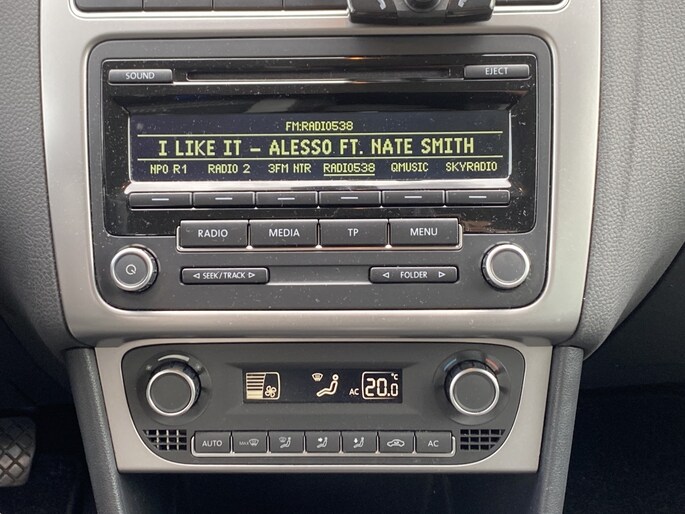 SOUND
EJECT
FM:RADIO538
I LIKE IT – ALESSO FT. NATE SMITH
NPO R1 RADIO 2 3FM NTR RADIO538 QMUSIC SKYRADIO
RADIO MEDIA TP MENU
SEEK/TRACK FOLDER
AC 20.0 °C
AUTO MAX AC